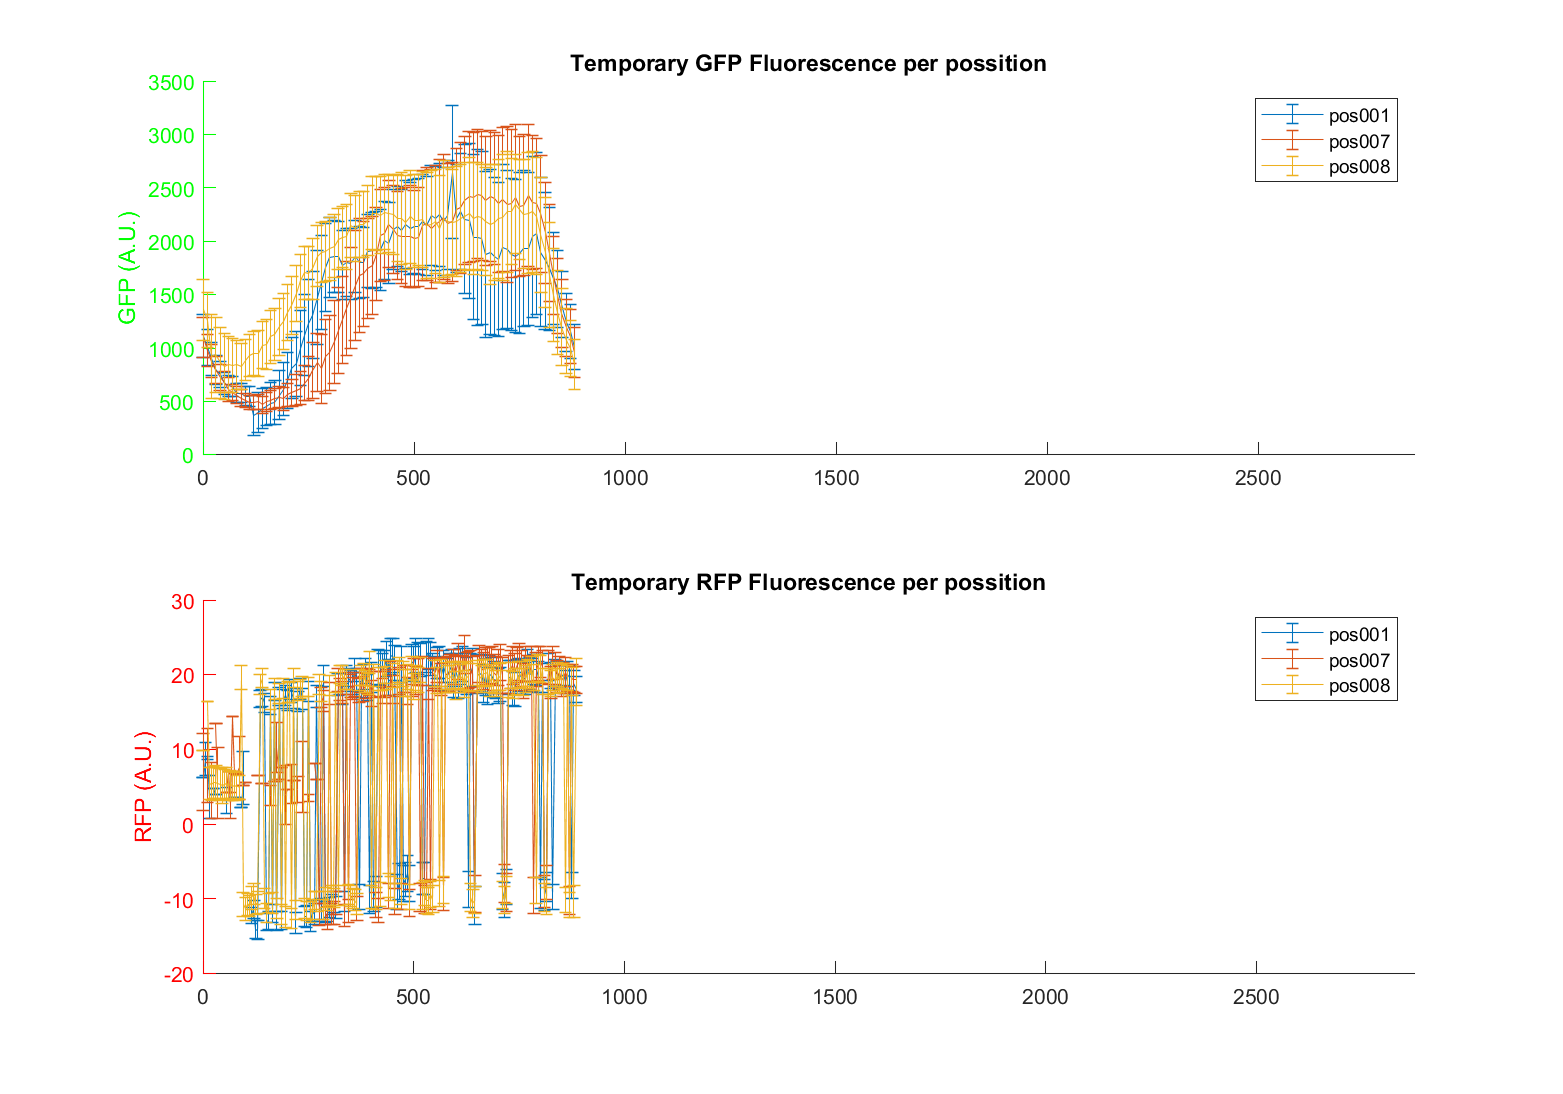 Temporary GFP Fluorescence per possition
GFP (A.U.)
3500
3000
2500
2000
1500
1000
500
0
0 500 1000 1500 2000 2500
pos001
pos007
pos008
Temporary RFP Fluorescence per possition
RFP (A.U.)
30
20
10
0
-10
-20
0 500 1000 1500 2000 2500
pos001
pos007
pos008